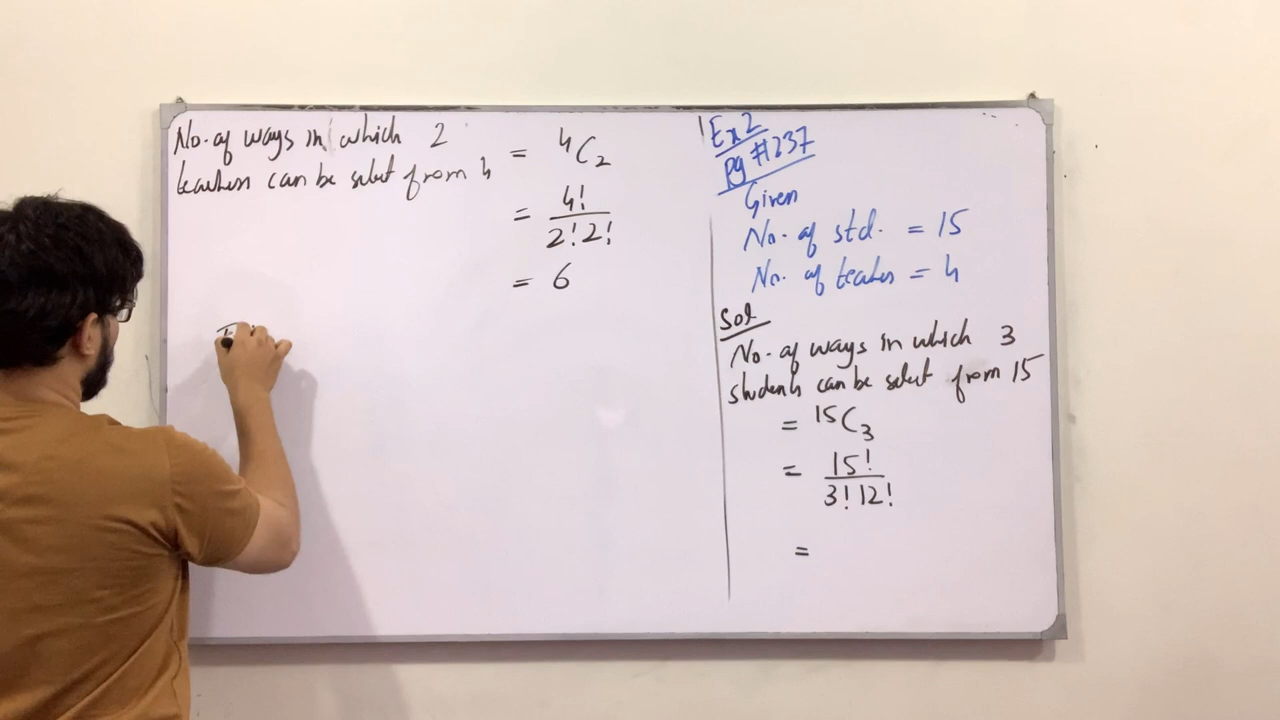 Ex 2
Pg #1237
Given
No. of std. = 15
No. of teacher = 4
Sol
No. of ways in which 3
students can be select from 15
= ¹⁵C₃
= 15! / 3! 12!
=
No. of ways in which 2
teachers can be select from 4
= ⁴C₂
= 4! / 2! 2!
= 6